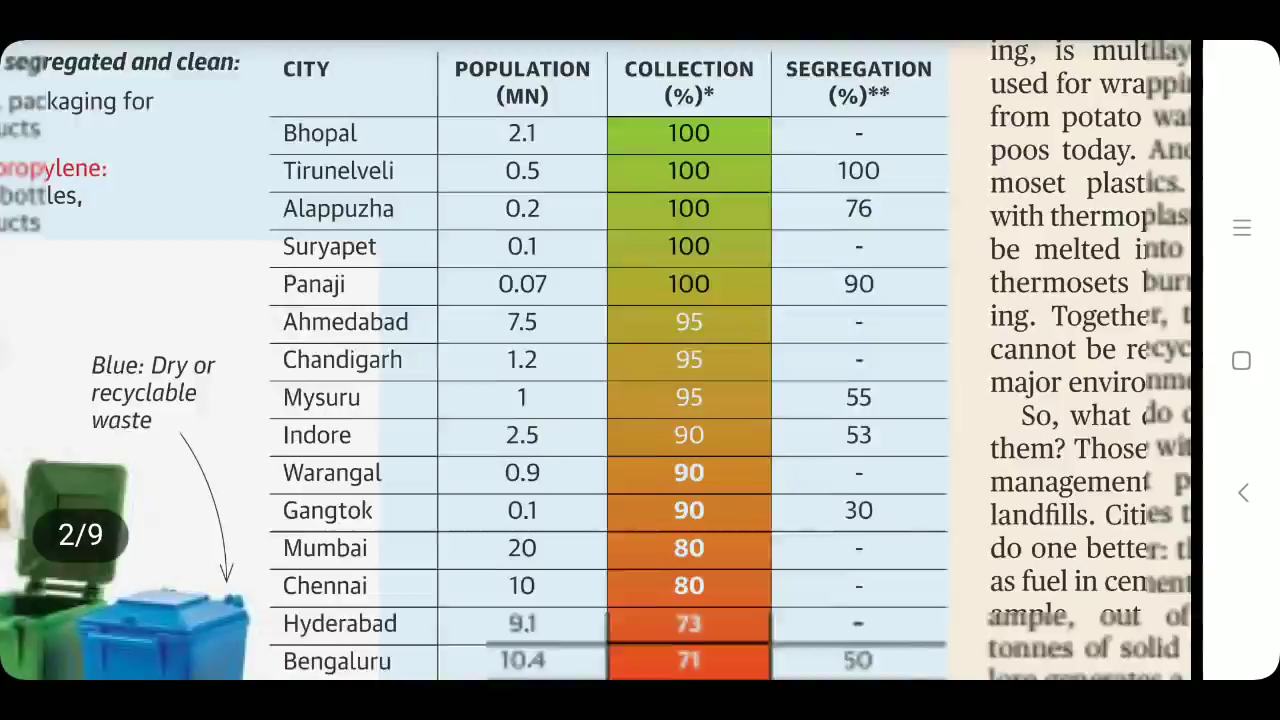 segregated and clean:
packaging for
ucts
propylene:
bottles,
ucts
Blue: Dry or
recyclable
waste
2/9
CITY POPULATION (MN) COLLECTION (%)* SEGREGATION (%)**
Bhopal 2.1 100 -
Tirunelveli 0.5 100 100
Alappuzha 0.2 100 76
Suryapet 0.1 100 -
Panaji 0.07 100 90
Ahmedabad 7.5 95 -
Chandigarh 1.2 95 -
Mysuru 1 95 55
Indore 2.5 90 53
Warangal 0.9 90 -
Gangtok 0.1 90 30
Mumbai 20 80 -
Chennai 10 80 -
Hyderabad 9.1 73 -
Bengaluru 10.4 71 50
ing, is multilay
used for wrappi
from potato wa
poos today. And
moset plastics.
with thermoplas
be melted into
thermosets burn
ing. Together, t
cannot be recyc
major environme
So, what do
them? Those wi
management p
landfills. Cities t
do one better: t
as fuel in cement
ample, out of
tonnes of solid